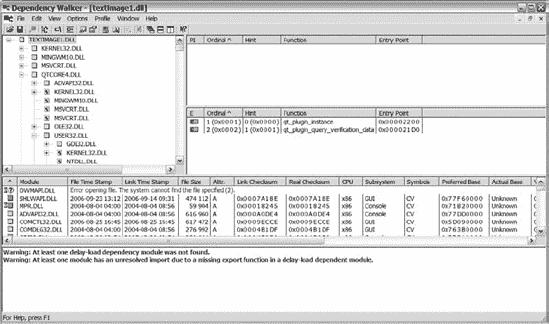 Dependency Walker - [textimage1.dll]
File Edit View Options Profile Window Help
TEXTIMAGE1.DLL
KERNEL32.DLL
MINGWM10.DLL
MSVCRT.DLL
QTCORE4.DLL
ADVAPI32.DLL
KERNEL32.DLL
MINGWM10.DLL
MSVCRT.DLL
MSVCRT.DLL
OLE32.DLL
USER32.DLL
GDI32.DLL
KERNEL32.DLL
NTDLL.DLL
PI Ordinal ^ Hint Function Entry Point
E Ordinal ^ Hint Function Entry Point
1 (0x0001) 0 (0x0000) qt_plugin_instance 0x00002200
2 (0x0002) 1 (0x0001) qt_plugin_query_verification_data 0x000021D0
^ Module File Time Stamp Link Time Stamp File Size Attr. Link Checksum Real Checksum CPU Subsystem Symbols Preferred Base Actual Base
DWMAPI.DLL Error opening file. The system cannot find the file specified (2).
SHLWAPI.DLL 2006-09-23 13:12 2006-09-14 09:31 474 112 A 0x0007A18E 0x0007A18E x86 GUI CV 0x77F60000 Unknown
MPR.DLL 2004-08-04 04:00 2004-08-04 08:56 59 904 A 0x00018245 0x00018245 x86 Console CV 0x71B20000 Unknown
ADVAPI32.DLL 2004-08-04 04:00 2004-08-04 08:56 616 960 A 0x000A0DE4 0x000A0DE4 x86 Console CV 0x77DD0000 Unknown
COMCTL32.DLL 2006-08-25 16:45 2006-08-25 16:45 617 472 A 0x0009ECCE 0x0009ECCE x86 GUI CV 0x5D090000 Unknown
COMDLG32.DLL 2004-08-04 04:00 2004-08-04 08:56 276 992 A 0x0004B1DF 0x0004B1DF x86 GUI CV 0x763B0000 Unknown
Warning: At least one delay-load dependency module was not found.
Warning: At least one module has an unresolved import due to a missing export function in a delay-load dependent module.
For Help, press F1